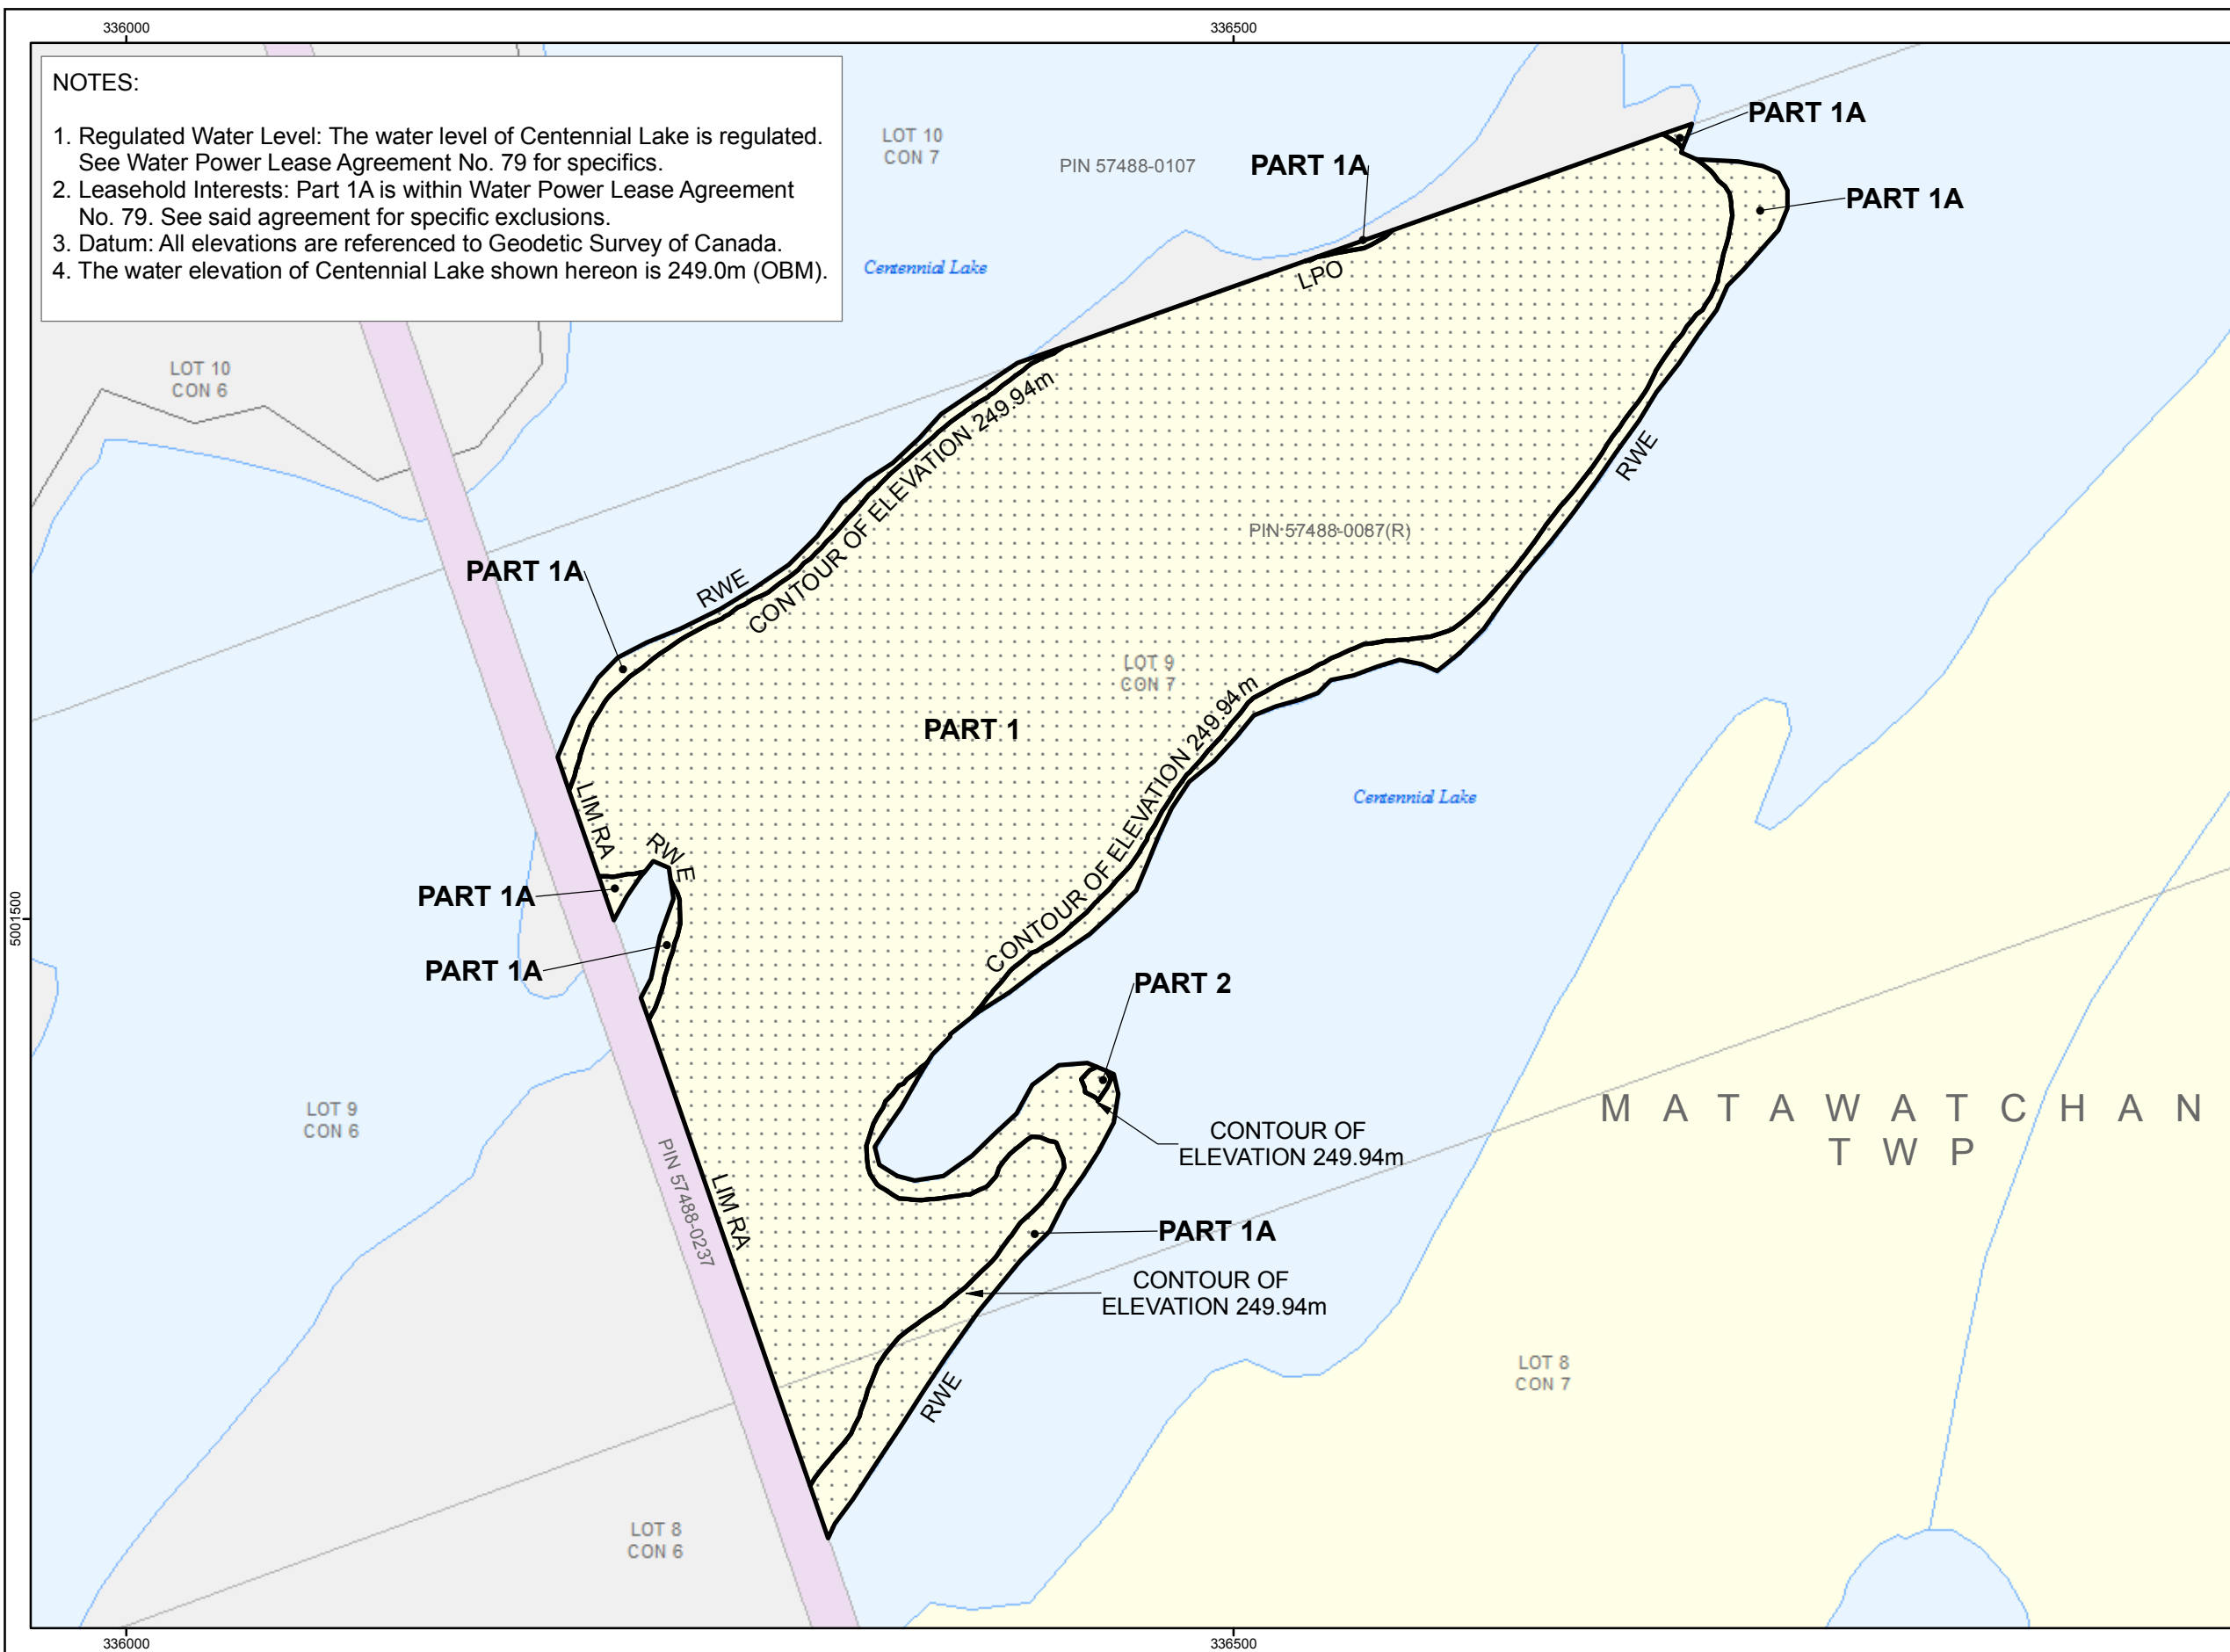 336000
336500
NOTES:
1. Regulated Water Level: The water level of Centennial Lake is regulated.
See Water Power Lease Agreement No. 79 for specifics.
2. Leasehold Interests: Part 1A is within Water Power Lease Agreement
No. 79. See said agreement for specific exclusions.
3. Datum: All elevations are referenced to Geodetic Survey of Canada.
4. The water elevation of Centennial Lake shown hereon is 249.0m (OBM).
LOT 10
CON 7
PIN 57488-0107
PART 1A
PART 1A
PART 1A
Centennial Lake
LPO
LOT 10
CON 6
CONTOUR OF ELEVATION 249.94m
RWE
PIN 57488-0087(R)
PART 1A
RWE
LOT 9
CON 7
PART 1
CONTOUR OF ELEVATION 249.94m
Centennial Lake
LIM RA
RWE
PART 1A
5001500
PART 1A
PART 2
LOT 9
CON 6
CONTOUR OF
ELEVATION 249.94m
MATAWATCHAN
TWP
PIN 57488-0237
LIM RA
PART 1A
CONTOUR OF
ELEVATION 249.94m
RWE
LOT 8
CON 7
LOT 8
CON 6
336000
336500